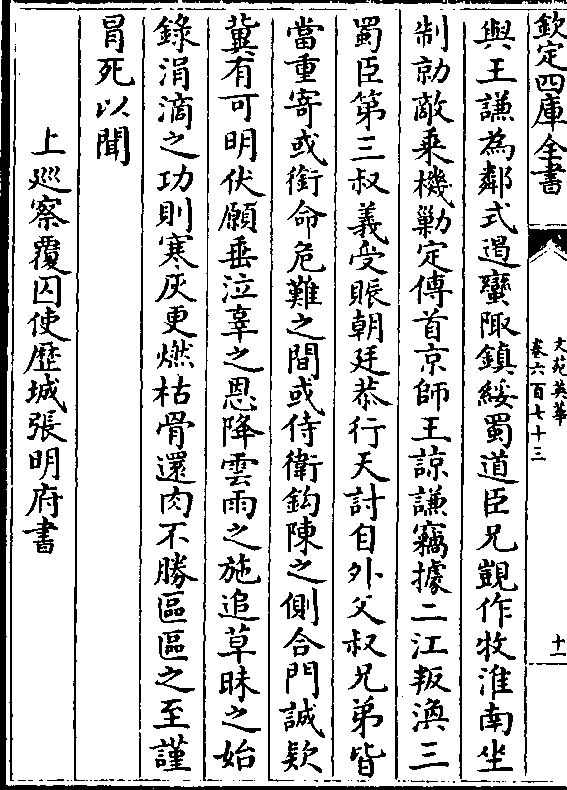 欽定四庫全書
文苑英華
卷六百七十三
十一
與王謙為鄰式遏蠻陬鎮綏蜀道臣兄覬作牧淮南坐
制勍敵乗機勦定傳首京師王諒謙竊據二江叛渙三
蜀臣第三叔義受脤朝廷恭行天討自外父叔兄弟皆
當重寄或銜命危難之間或侍衛鈎陳之側合門誠欵
冀有可明伏願垂泣辜之恩降雲雨之施追草昧之始
錄涓滴之功則寒灰更燃枯骨還肉不勝區區之至謹
冒死以聞
上巡察覆囚使歴城張明府書